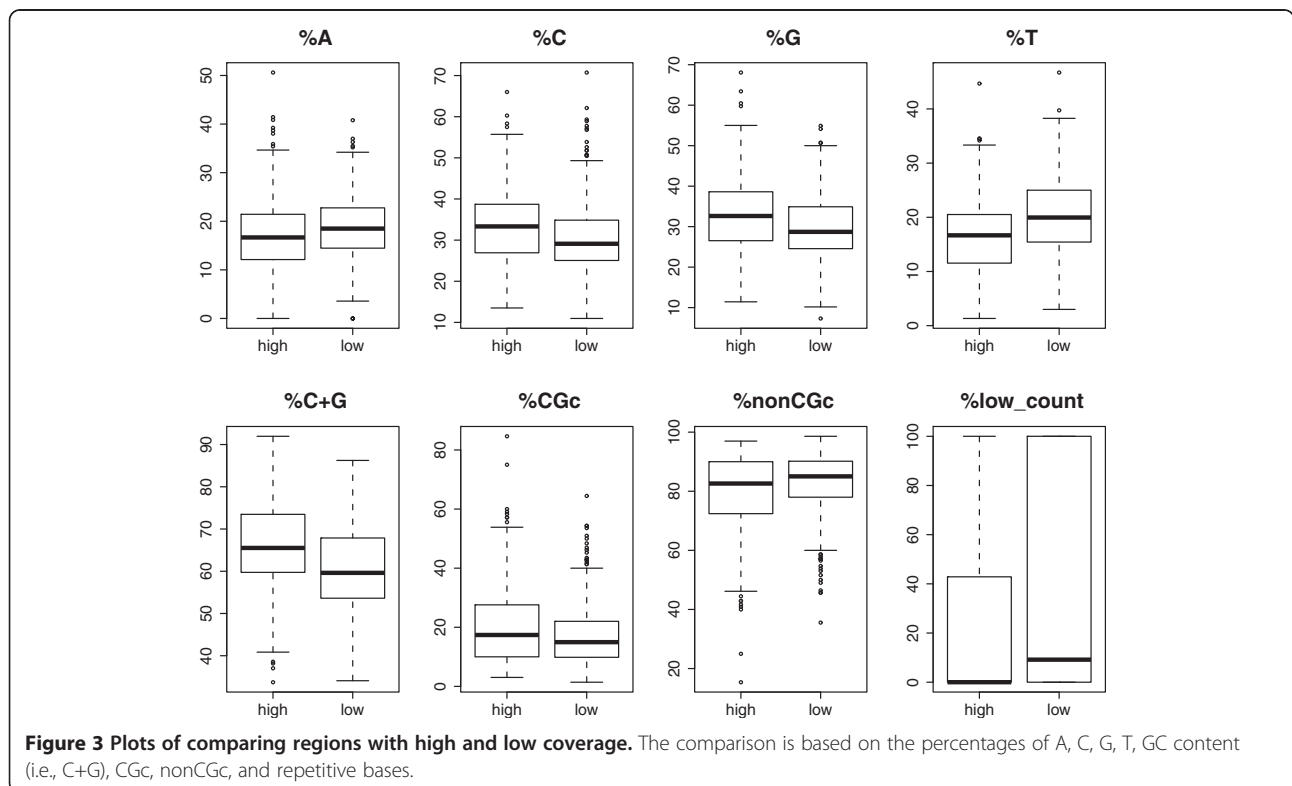 %A %C %G %T
50 40 30 20 10 0
70 60 50 40 30 20 10
70 60 50 40 30 20 10
40 30 20 10 0
high low high low high low high low
%C+G %CGc %nonCGc %low_count
90 80 70 60 50 40
80 60 40 20 0
100 80 60 40 20
100 80 60 40 20 0
high low high low high low high low
Figure 3 Plots of comparing regions with high and low coverage. The comparison is based on the percentages of A, C, G, T, GC content
(i.e., C+G), CGc, nonCGc, and repetitive bases.